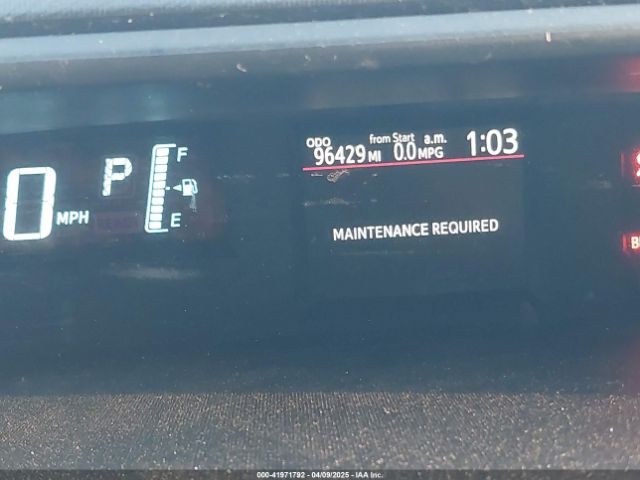 ODO from Start a.m. 1:03
96429 MI 0.0 MPG
P F
0 MPH E
MAINTENANCE REQUIRED
000-41971792 - 04/09/2025 - IAA Inc.